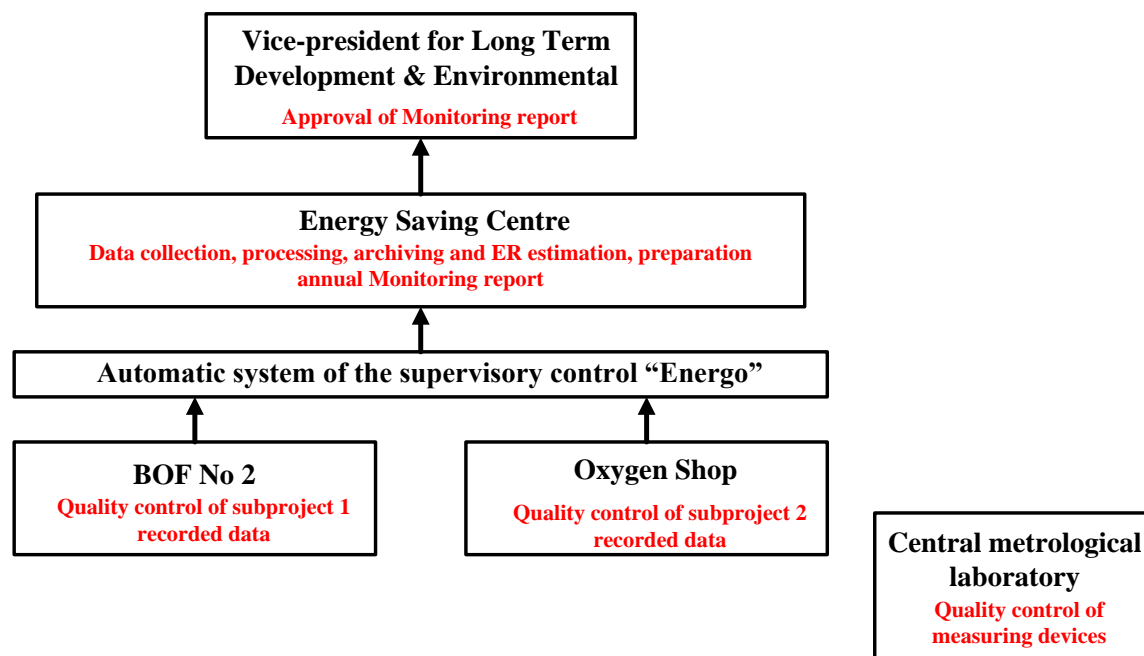 Vice-president for Long Term
Development & Environmental
Approval of Monitoring report
Energy Saving Centre
Data collection, processing, archiving and ER estimation, preparation
annual Monitoring report
Automatic system of the supervisory control “Energo”
BOF No 2
Quality control of subproject 1
recorded data
Oxygen Shop
Quality control of subproject 2
recorded data
Central metrological
laboratory
Quality control of
measuring devices